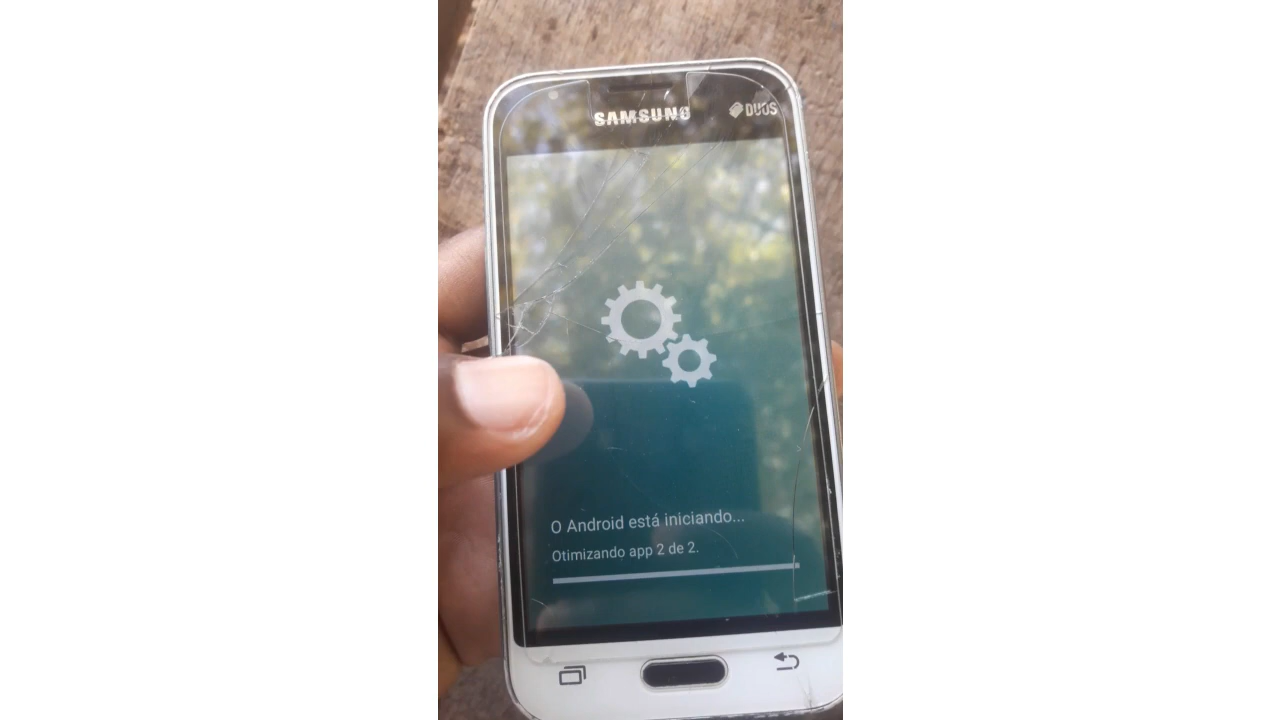 SAMSUNG
DUOS
O Android está iniciando...
Otimizando app 2 de 2.